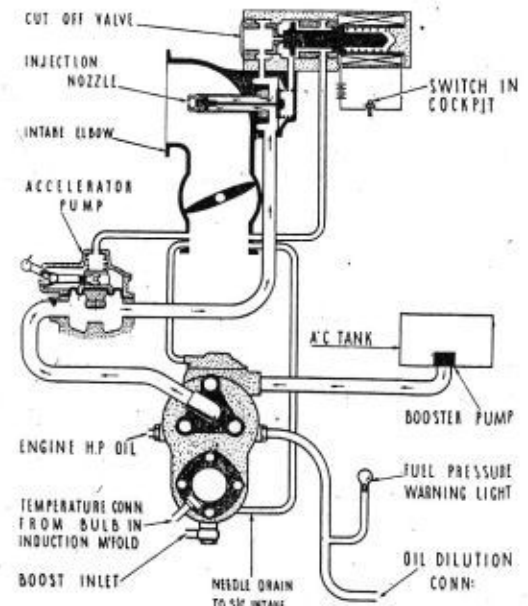 CUT OFF VALVE
INJECTION
NOZZLE
SWITCH IN
COCKPIT
INTAKE ELBOW
ACCELERATOR
PUMP
A/C TANK
BOOSTER PUMP
ENGINE H.P OIL
FUEL PRESSURE
WARNING LIGHT
TEMPERATURE CONN
FROM BULB IN
INDUCTION M'FOLD
BOOST INLET
NEEDLE DRAIN
TO S/C INTAKE
OIL DILUTION
CONN: